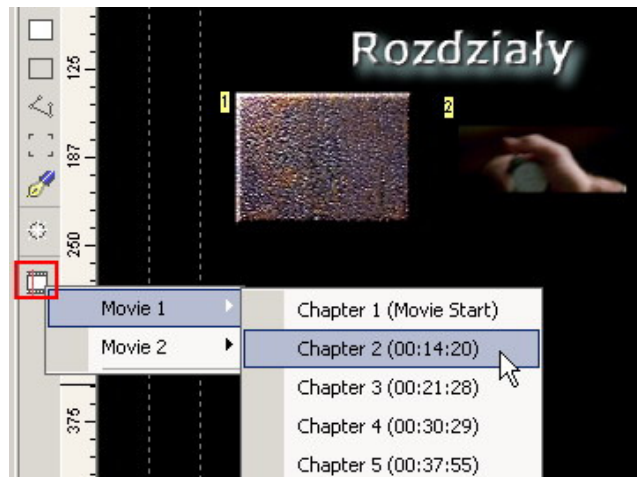 Rozdziały
125
1
2
187
250
Movie 1
Movie 2
Chapter 1 (Movie Start)
Chapter 2 (00:14:20)
Chapter 3 (00:21:28)
Chapter 4 (00:30:29)
Chapter 5 (00:37:55)
375